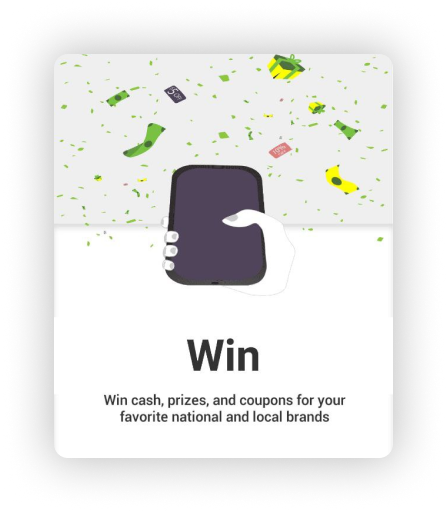 Win
Win cash, prizes, and coupons for your
favorite national and local brands